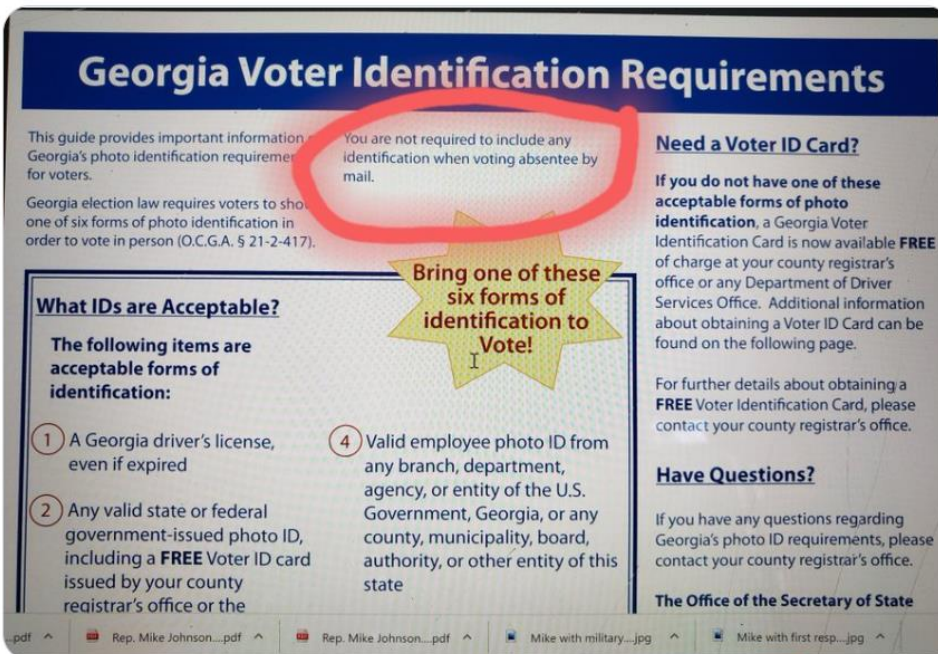 Georgia Voter Identification Requirements
This guide provides important information
Georgia's photo identification
for voters.
Georgia election law requires voters to
one of six forms of photo identification in
order to vote in person (O.C.G.A. § 21-2-417).
You are not required to include any
identification when voting absentee by
mail.
Bring one of these
six forms of
identification to
Vote!
What IDs are Acceptable?
The following items are
acceptable forms of
identification:
1 A Georgia driver's license,
even if expired
2 Any valid state or federal
government-issued photo ID,
including a FREE Voter ID card
issued by your county
registrar's office or the
4 Valid employee photo ID from
any branch, department,
agency, or entity of the U.S.
Government, Georgia, or any
county, municipality, board,
authority, or other entity of this
state
Need a Voter ID Card?
If you do not have one of these
acceptable forms of photo
identification, a Georgia Voter
Identification Card is now available FREE
of charge at your county registrar's
office or any Department of Driver
Services Office. Additional information
about obtaining a Voter ID Card can be
found on the following page.
For further details about obtaining a
FREE Voter Identification Card, please
contact your county registrar's office.
Have Questions?
If you have any questions regarding
Georgia's photo ID requirements, please
contact your county registrar's office.
The Office of the Secretary of State
...pdf
Rep. Mike Johnson....pdf
Rep. Mike Johnson....pdf
Mike with military....jpg
Mike with first resp....jpg